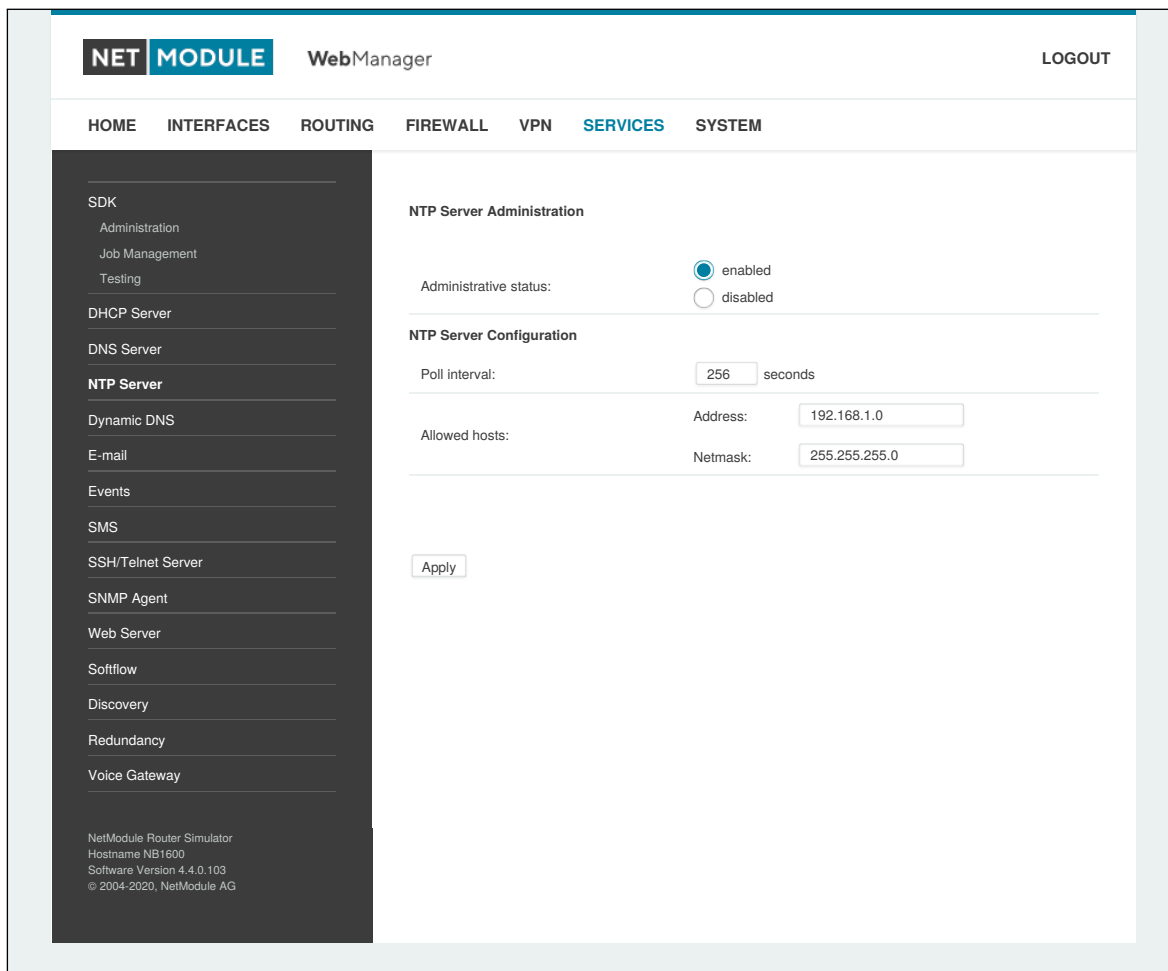 NET MODULE WebManager LOGOUT
HOME INTERFACES ROUTING FIREWALL VPN SERVICES SYSTEM
SDK
Administration
Job Management
Testing
DHCP Server
DNS Server
NTP Server
Dynamic DNS
E-mail
Events
SMS
SSH/Telnet Server
SNMP Agent
Web Server
Softflow
Discovery
Redundancy
Voice Gateway
NetModule Router Simulator
Hostname NB1600
Software Version 4.4.0.103
© 2004-2020, NetModule AG
NTP Server Administration
Administrative status:
enabled
disabled
NTP Server Configuration
Poll interval: 256 seconds
Allowed hosts:
Address: 192.168.1.0
Netmask: 255.255.255.0
Apply